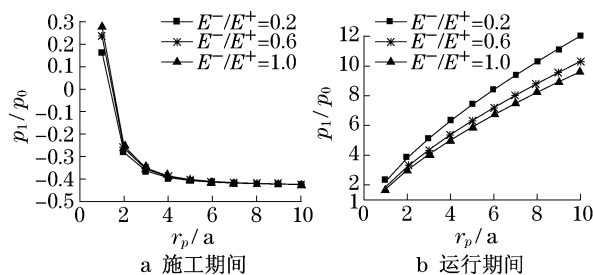 0.3
0.2
0.1
0
−0.1
−0.2
−0.3
−0.4
−0.5
p₁/p₀
E⁻/E⁺=0.2
E⁻/E⁺=0.6
E⁻/E⁺=1.0
0 2 4 6 8 10
r_p/a
a 施工期间
12
10
8
6
4
2
1
p₁/p₀
E⁻/E⁺=0.2
E⁻/E⁺=0.6
E⁻/E⁺=1.0
0 2 4 6 8 10
r_p/a
b 运行期间